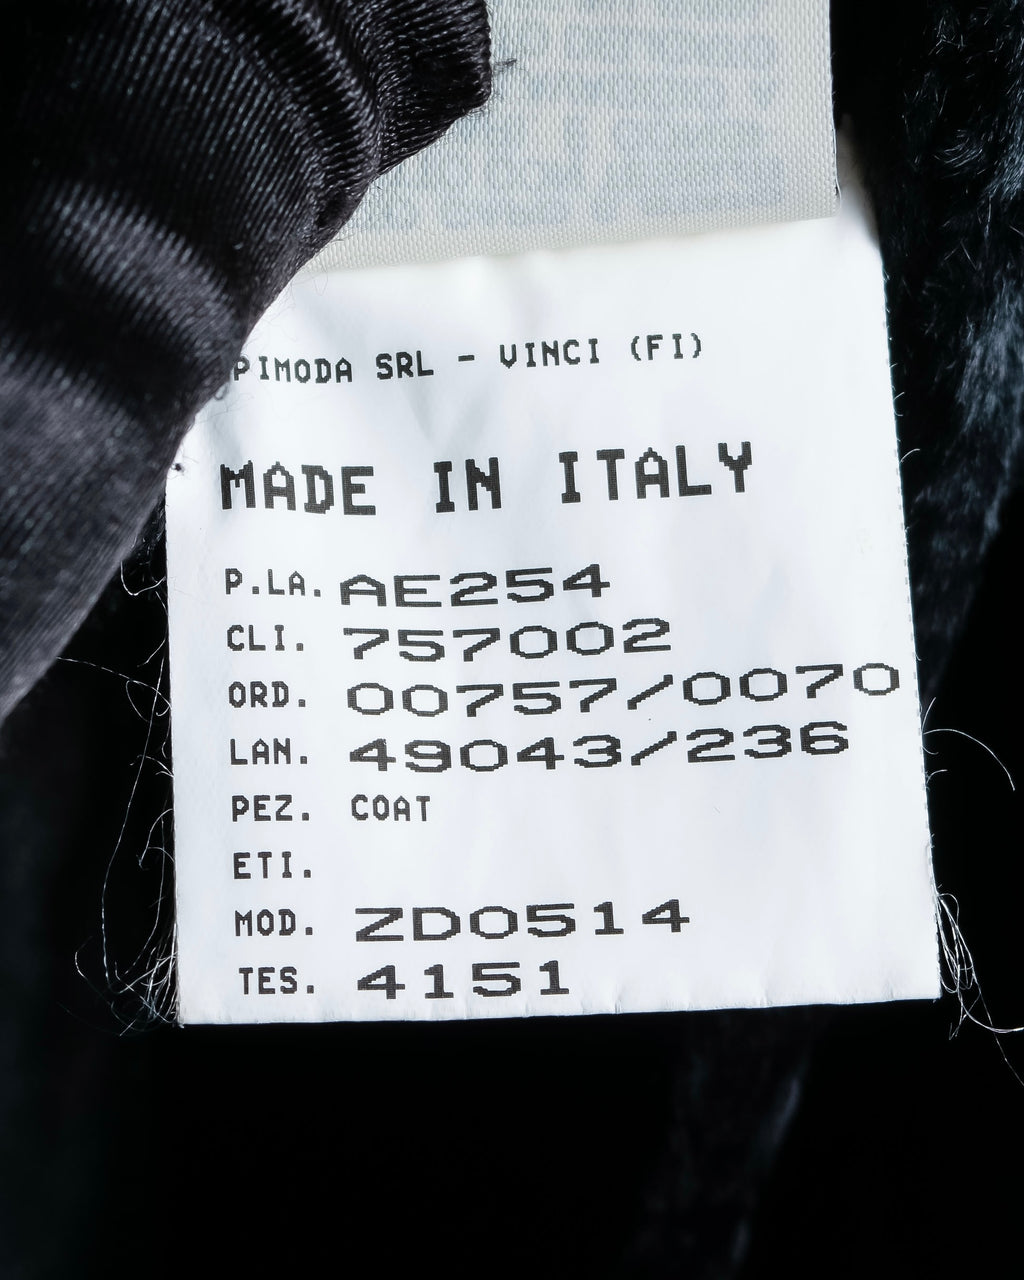 PIMODA SRL - VINCI (FI)
MADE IN ITALY
P.LA. AE254
CLI. 757002
ORD. 00757/0070
LAN. 49043/236
PEZ. COAT
ETI.
MOD. ZD0514
TES. 4151